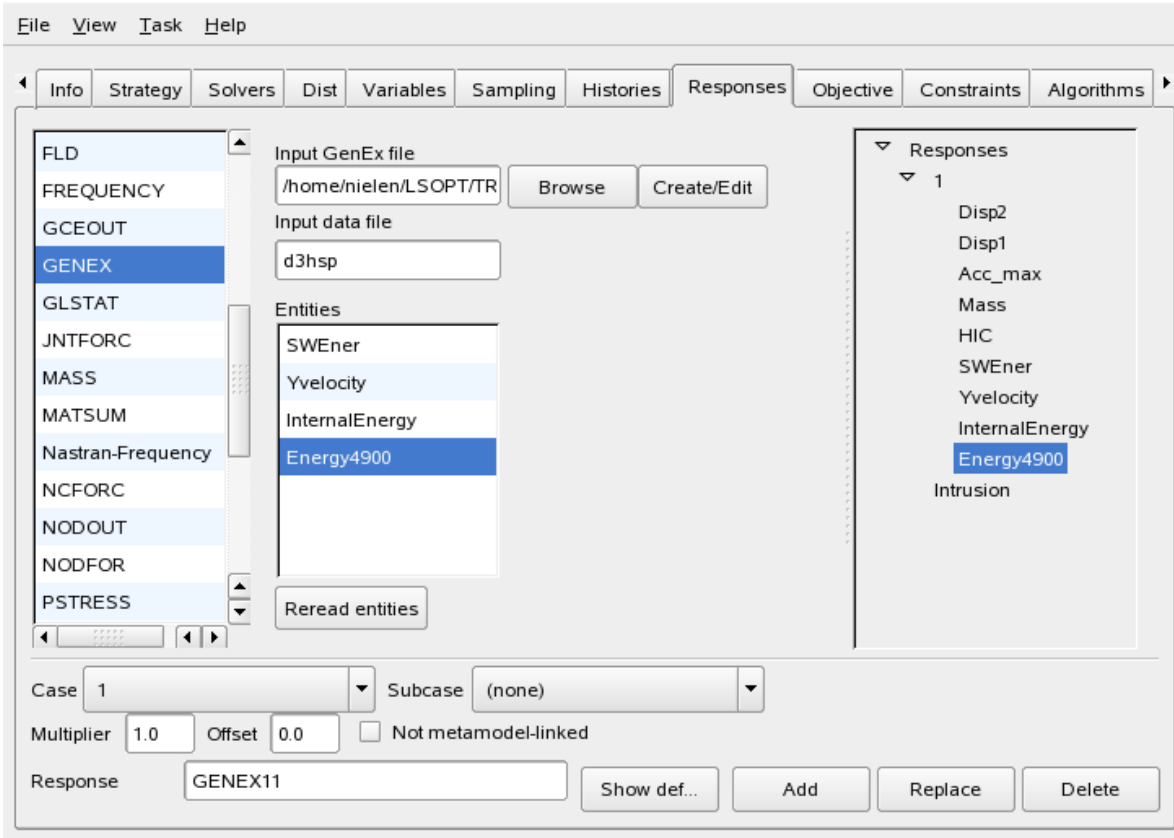 File View Task Help
Info Strategy Solvers Dist Variables Sampling Histories Responses Objective Constraints Algorithms
FLD
FREQUENCY
GCEOUT
GENEX
GLSTAT
JNTFORC
MASS
MATSUM
Nastran-Frequency
NCFORC
NODOUT
NODFOR
PSTRESS
Input GenEx file
/home/nielen/LSOPT/TR Browse Create/Edit
Input data file
d3hsp
Entities
SWEner
Yvelocity
InternalEnergy
Energy4900
Reread entities
Responses
1
Disp2
Disp1
Acc_max
Mass
HIC
SWEner
Yvelocity
InternalEnergy
Energy4900
Intrusion
Case 1 Subcase (none)
Multiplier 1.0 Offset 0.0 Not metamodel-linked
Response GENEX11 Show def... Add Replace Delete